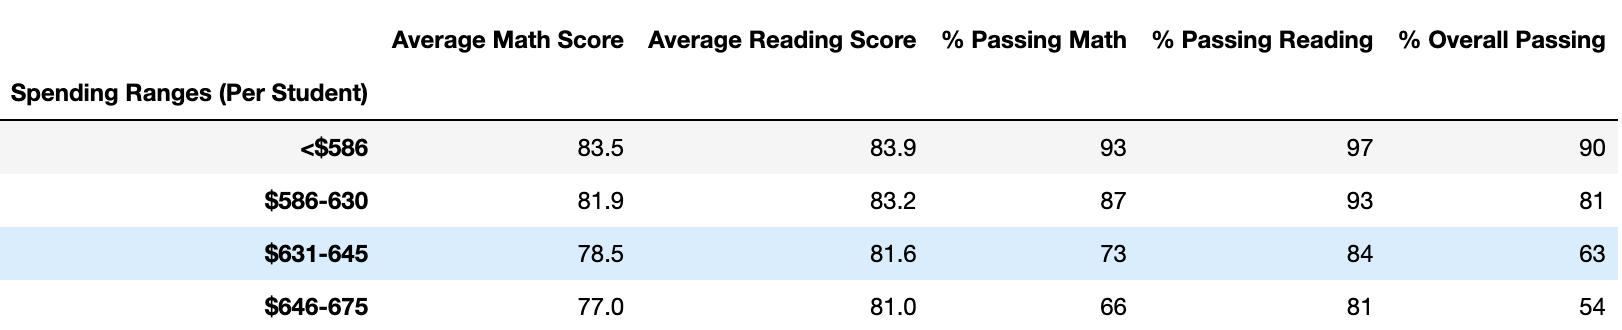 Average Math Score Average Reading Score % Passing Math % Passing Reading % Overall Passing
Spending Ranges (Per Student)
<$586 83.5 83.9 93 97 90
$586-630 81.9 83.2 87 93 81
$631-645 78.5 81.6 73 84 63
$646-675 77.0 81.0 66 81 54